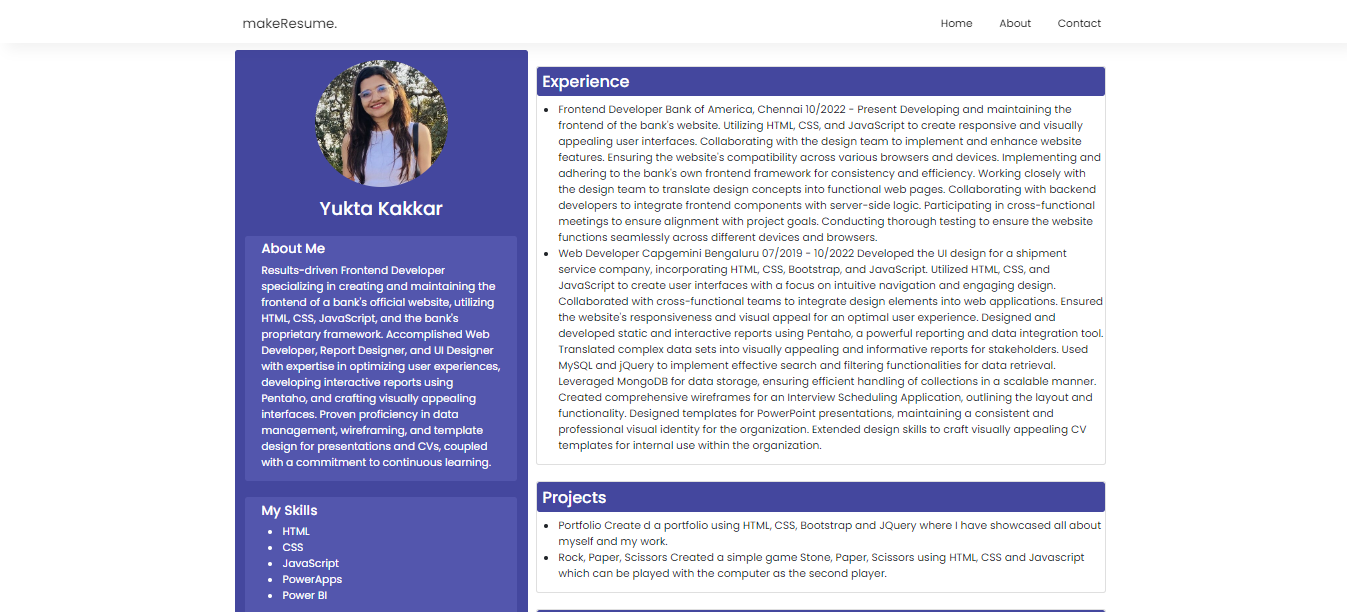 makeResume.
Home About Contact
Yukta Kakkar
About Me
Results-driven Frontend Developer
specializing in creating and maintaining the
frontend of a bank's official website, utilizing
HTML, CSS, JavaScript, and the bank's
proprietary framework. Accomplished Web
Developer, Report Designer, and UI Designer
with expertise in optimizing user experiences,
developing interactive reports using
Pentaho, and crafting visually appealing
interfaces. Proven proficiency in data
management, wireframing, and template
design for presentations and CVs, coupled
with a commitment to continuous learning.
My Skills
• HTML
• CSS
• JavaScript
• PowerApps
• Power BI
Experience
• Frontend Developer Bank of America, Chennai 10/2022 - Present Developing and maintaining the
frontend of the bank's website. Utilizing HTML, CSS, and JavaScript to create responsive and visually
appealing user interfaces. Collaborating with the design team to implement and enhance website
features. Ensuring the website's compatibility across various browsers and devices. Implementing and
adhering to the bank's own frontend framework for consistency and efficiency. Working closely with
the design team to translate design concepts into functional web pages. Collaborating with backend
developers to integrate frontend components with server-side logic. Participating in cross-functional
meetings to ensure alignment with project goals. Conducting thorough testing to ensure the website
functions seamlessly across different devices and browsers.
• Web Developer Capgemini Bengaluru 07/2019 - 10/2022 Developed the UI design for a shipment
service company, incorporating HTML, CSS, Bootstrap, and JavaScript. Utilized HTML, CSS, and
JavaScript to create user interfaces with a focus on intuitive navigation and engaging design.
Collaborated with cross-functional teams to integrate design elements into web applications. Ensured
the website's responsiveness and visual appeal for an optimal user experience. Designed and
developed static and interactive reports using Pentaho, a powerful reporting and data integration tool.
Translated complex data sets into visually appealing and informative reports for stakeholders. Used
MySQL and jQuery to implement effective search and filtering functionalities for data retrieval.
Leveraged MongoDB for data storage, ensuring efficient handling of collections in a scalable manner.
Created comprehensive wireframes for an Interview Scheduling Application, outlining the layout and
functionality. Designed templates for PowerPoint presentations, maintaining a consistent and
professional visual identity for the organization. Extended design skills to craft visually appealing CV
templates for internal use within the organization.
Projects
• Portfolio Create d a portfolio using HTML, CSS, Bootstrap and JQuery where I have showcased all about
myself and my work.
• Rock, Paper, Scissors Created a simple game Stone, Paper, Scissors using HTML, CSS and Javascript
which can be played with the computer as the second player.